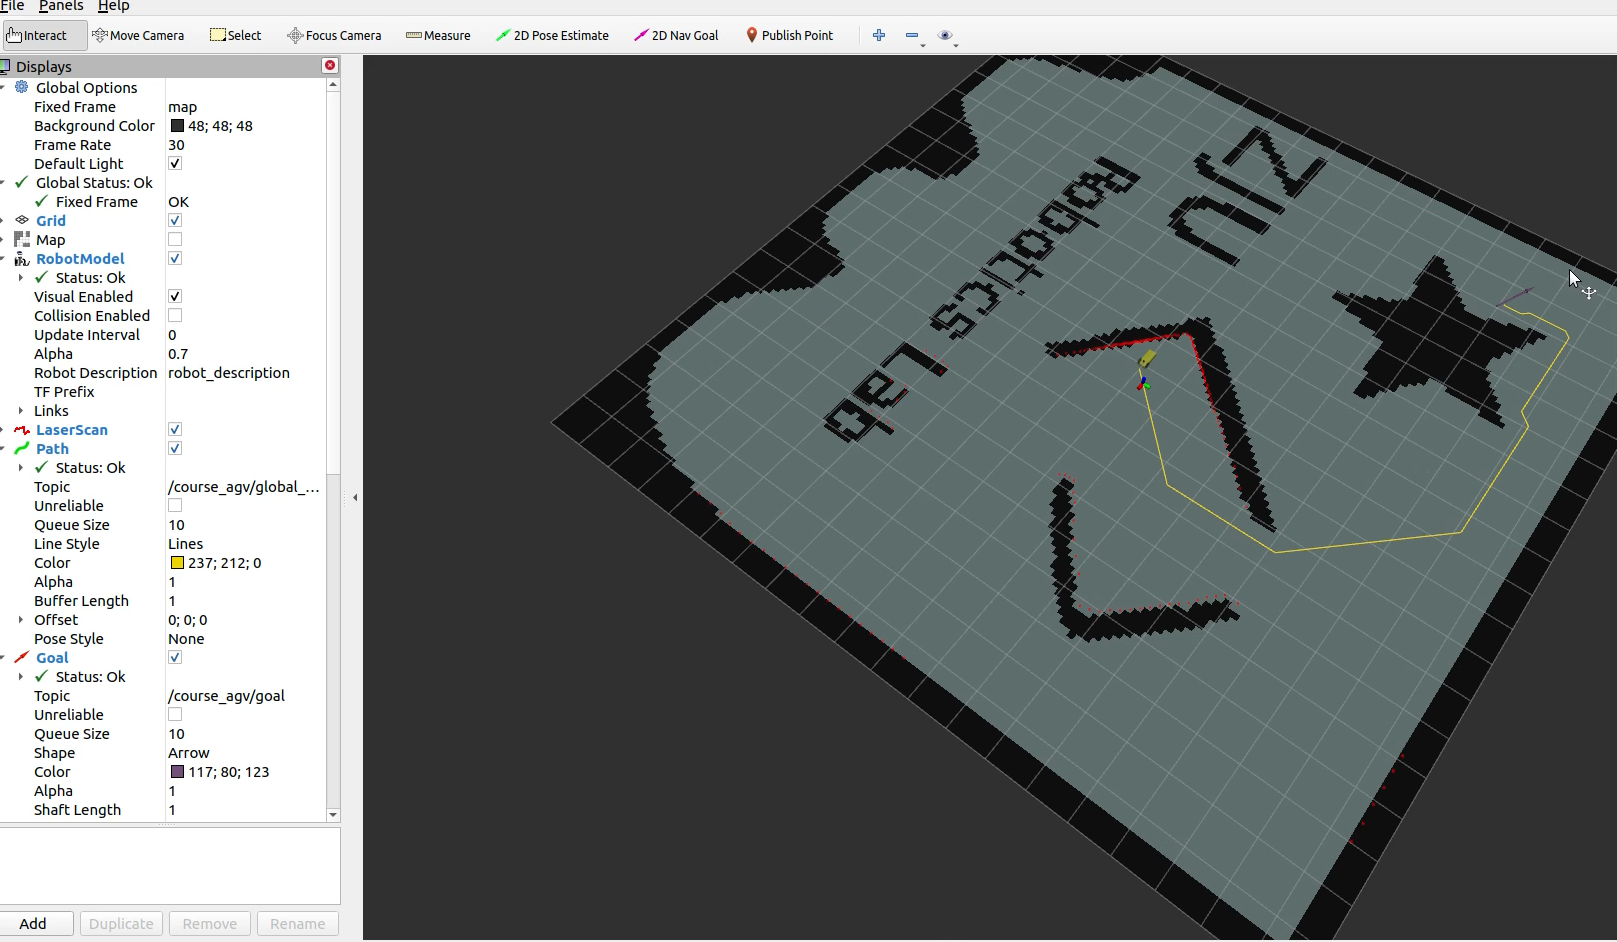 File Panels Help
Interact Move Camera Select Focus Camera Measure 2D Pose Estimate 2D Nav Goal Publish Point
Displays
Global Options
Fixed Frame map
Background Color 48; 48; 48
Frame Rate 30
Default Light
Global Status: Ok
Fixed Frame OK
Grid
Map
RobotModel
Status: Ok
Visual Enabled
Collision Enabled
Update Interval 0
Alpha 0.7
Robot Description robot_description
TF Prefix
Links
LaserScan
Path
Status: Ok
Topic /course_agv/global_...
Unreliable
Queue Size 10
Line Style Lines
Color 237; 212; 0
Alpha 1
Buffer Length 1
Offset 0; 0; 0
Pose Style None
Goal
Status: Ok
Topic /course_agv/goal
Unreliable
Queue Size 10
Shape Arrow
Color 117; 80; 123
Alpha 1
Shaft Length 1
Add Duplicate Remove Rename
ZJU
Robotics Lab